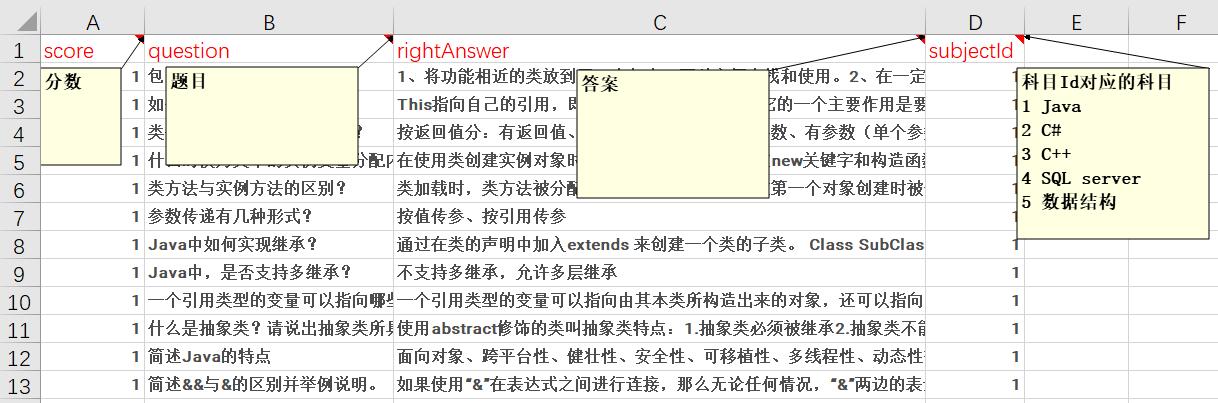 A B C D E F
1 score question rightAnswer subjectId
分数
题目
答案
科目Id对应的科目
1 Java
2 C#
3 C++
4 SQL server
5 数据结构
2 1 包 1、将功能相近的类放到 和使用。2、在一定
3 1 如 This指向自己的引用， 的一个主要作用是要
4 1 类 ？ 按返回值分：有返回值、 数、有参数（单个参
5 1 在使用类创建实例对象时 new关键字和构造函
6 1 类方法与实例方法的区别？ 类加载时，类方法被分配 第一个对象创建时被
7 1 参数传递有几种形式？ 按值传参、按引用传参
8 1 Java中如何实现继承？ 通过在类的声明中加入extends 来创建一个类的子类。 Class SubClas 1
9 1 Java中，是否支持多继承？ 不支持多继承，允许多层继承 1
10 1 一个引用类型的变量可以指向哪 一个引用类型的变量可以指向由其本类所构造出来的对象，还可以指向 1
11 1 什么是抽象类？请说出抽象类所 使用abstract修饰的类叫抽象类特点：1.抽象类必须被继承2.抽象类不 1
12 1 简述Java的特点 面向对象、跨平台性、健壮性、安全性、可移植性、多线程性、动态性 1
13 1 简述&&与&的区别并举例说明。 如果使用“&”在表达式之间进行连接，那么无论任何情况，“&”两边的表 1